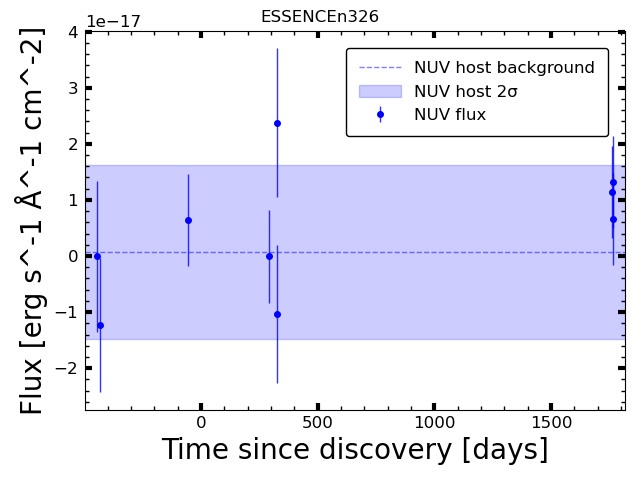 ESSENCEn326
1e−17
NUV host background
NUV host 2σ
NUV flux
4
3
2
1
0
−1
−2
Flux [erg s^-1 Å^-1 cm^-2]
0 500 1000 1500
Time since discovery [days]